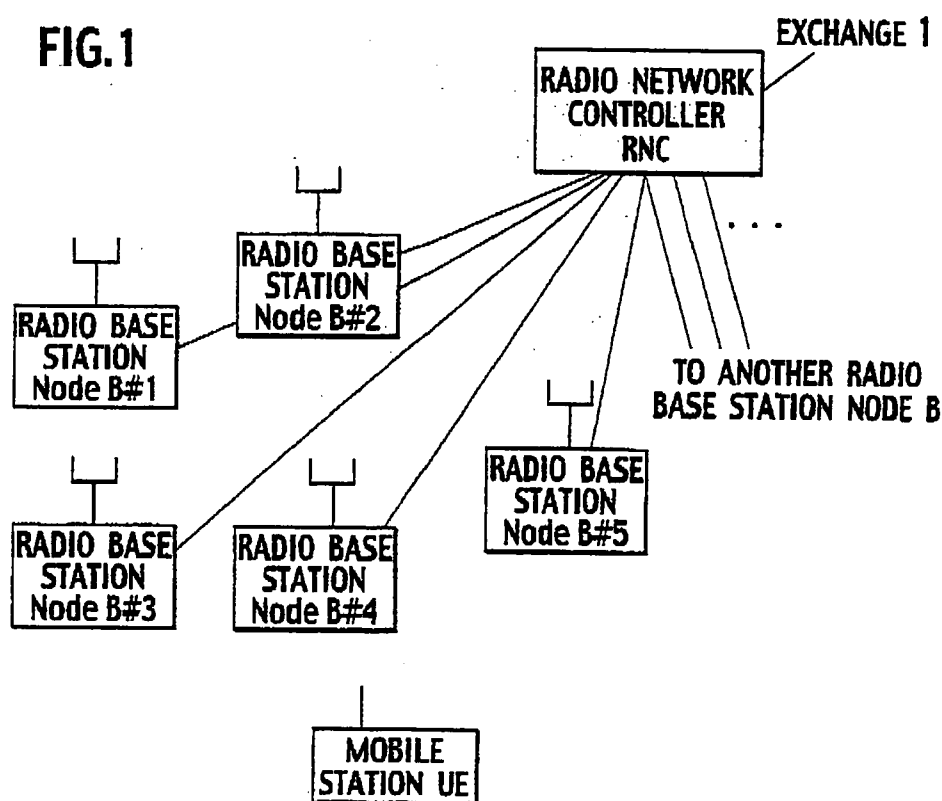 FIG.1
EXCHANGE 1
RADIO NETWORK
CONTROLLER
RNC
RADIO BASE
STATION
Node B#2
RADIO BASE
STATION
Node B#1
. . .
TO ANOTHER RADIO
BASE STATION NODE B
RADIO BASE
STATION
Node B#5
RADIO BASE
STATION
Node B#3
RADIO BASE
STATION
Node B#4
MOBILE
STATION UE